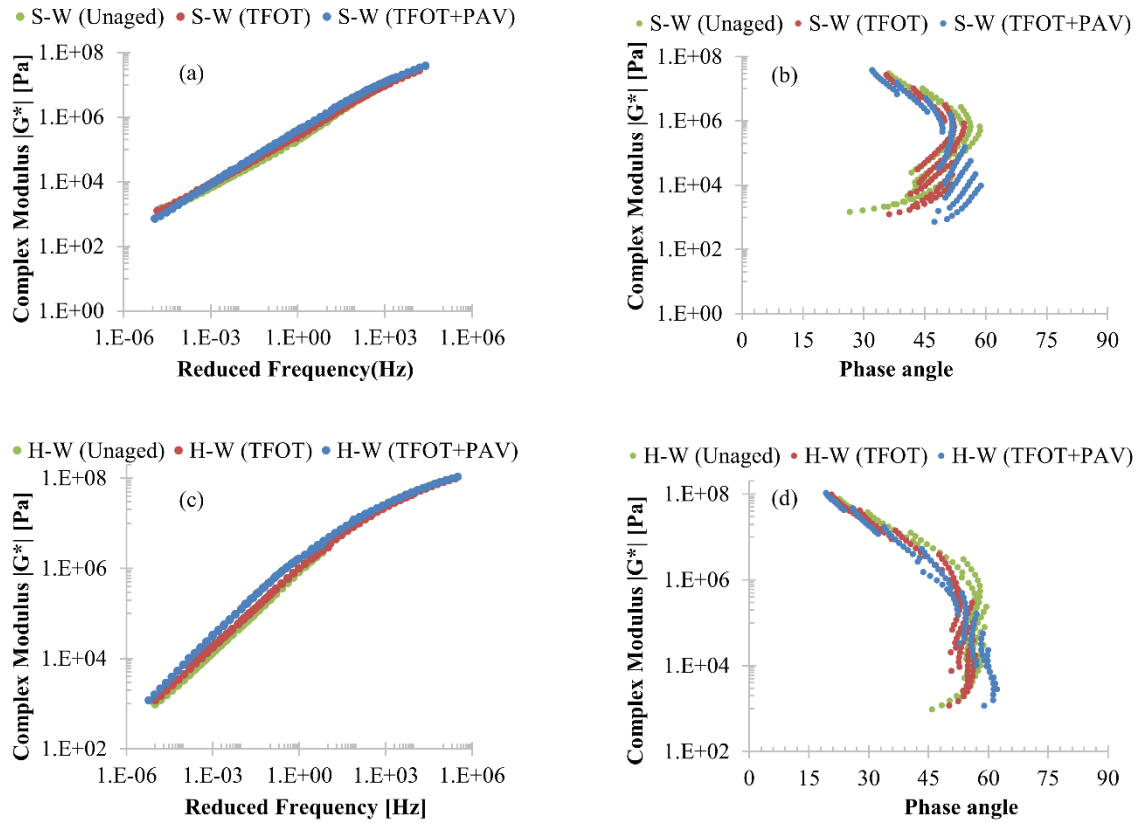 S-W (Unaged) S-W (TFOT) S-W (TFOT+PAV)
(a)
Complex Modulus |G*| [Pa]
1.E+08
1.E+06
1.E+04
1.E+02
1.E+00
1.E-06 1.E-03 1.E+00 1.E+03 1.E+06
Reduced Frequency(Hz)
S-W (Unaged) S-W (TFOT) S-W (TFOT+PAV)
(b)
Complex Modulus |G*| [Pa]
1.E+08
1.E+06
1.E+04
1.E+02
1.E+00
0 15 30 45 60 75 90
Phase angle
H-W (Unaged) H-W (TFOT) H-W (TFOT+PAV)
(c)
Complex Modulus |G*| [Pa]
1.E+08
1.E+06
1.E+04
1.E+02
1.E-06 1.E-03 1.E+00 1.E+03 1.E+06
Reduced Frequency [Hz]
H-W (Unaged) H-W (TFOT) H-W (TFOT+PAV)
(d)
Complex Modulus |G*| [Pa]
1.E+08
1.E+06
1.E+04
1.E+02
0 15 30 45 60 75 90
Phase angle